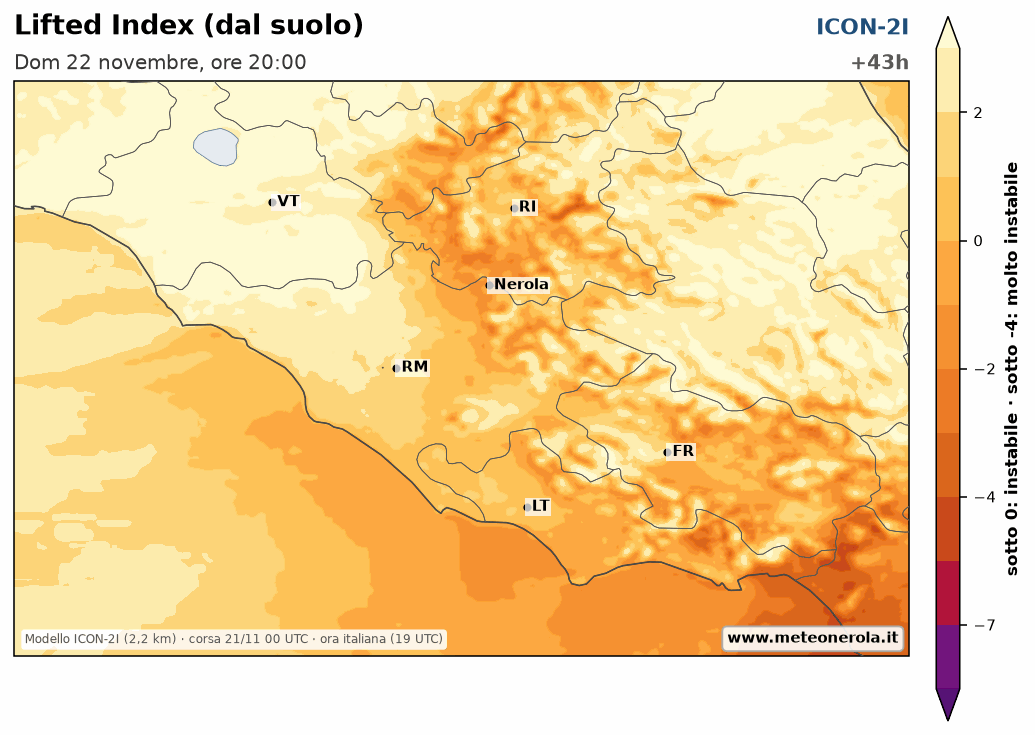 Lifted Index (dal suolo)
ICON-2I
Dom 22 novembre, ore 20:00
+43h
VT
RI
Nerola
RM
FR
LT
Modello ICON-2I (2,2 km) · corsa 21/11 00 UTC · ora italiana (19 UTC)
www.meteonerola.it
2
0
−2
−4
−7
sotto 0: instabile · sotto -4: molto instabile